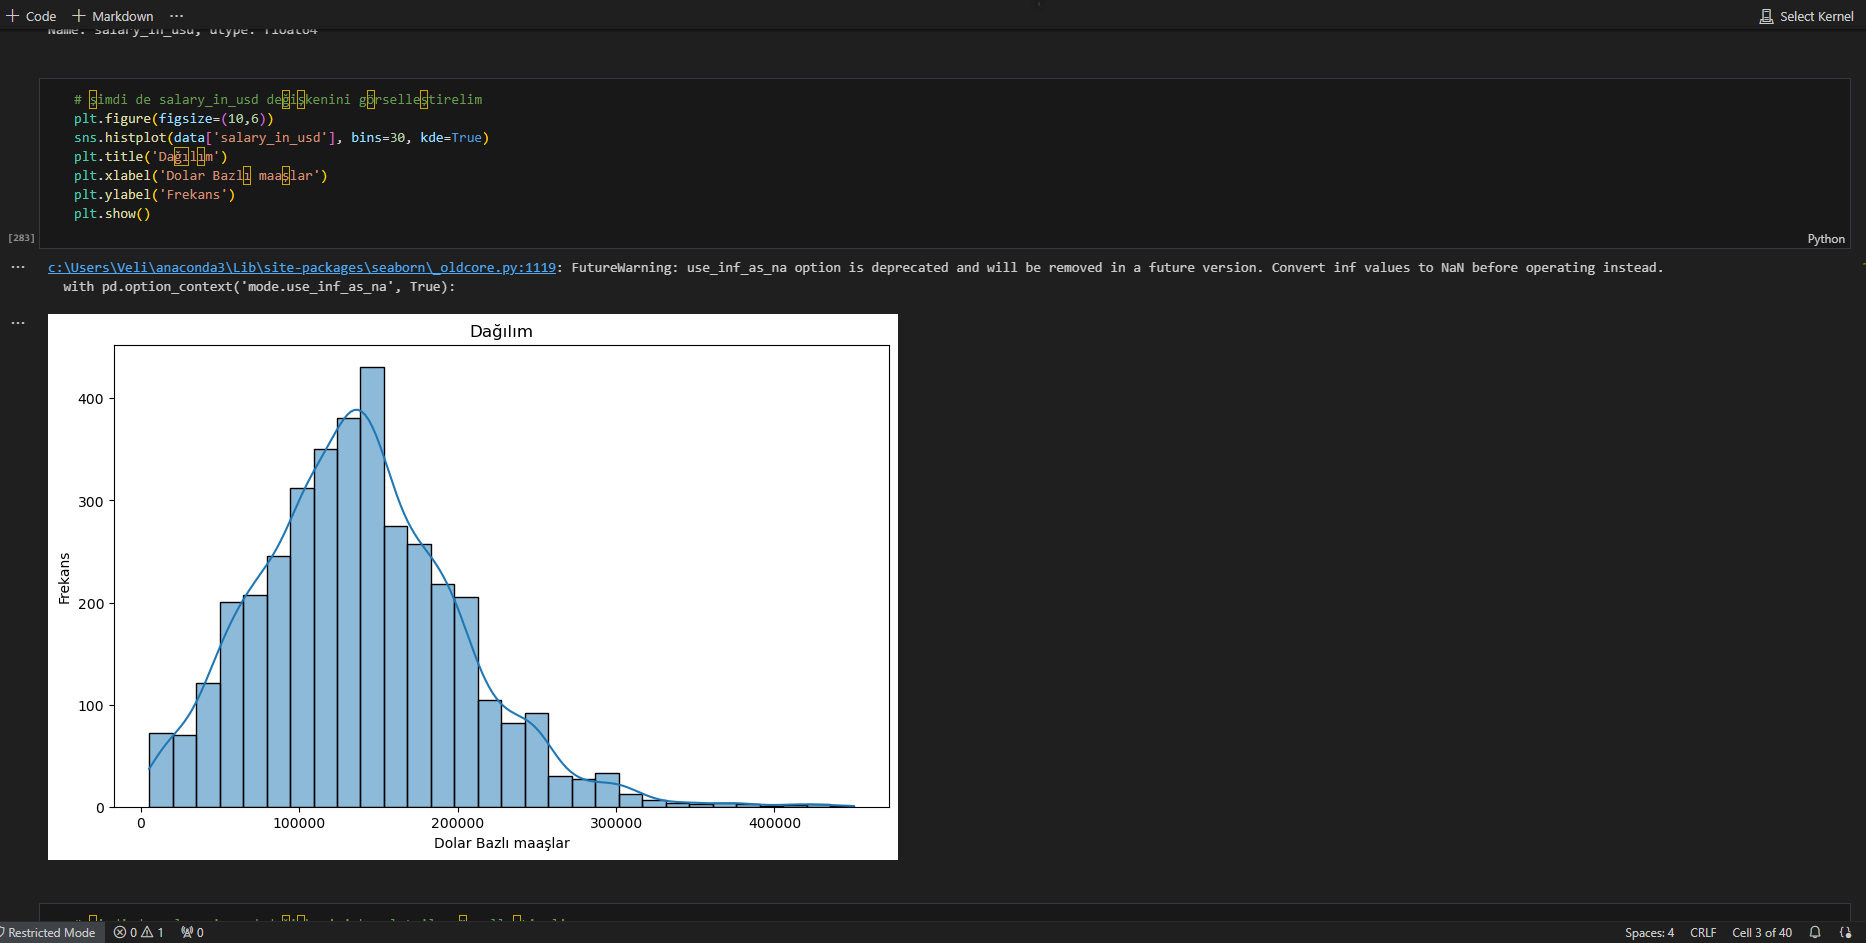 Code Markdown ...
Select Kernel
Name: salary_in_usd, dtype: float64
# şimdi de salary_in_usd değişkenini görselleştirelim
plt.figure(figsize=(10,6))
sns.histplot(data['salary_in_usd'], bins=30, kde=True)
plt.title('Dağılım')
plt.xlabel('Dolar Bazlı maaşlar')
plt.ylabel('Frekans')
plt.show()
[283]
Python
... c:\Users\Veli\anaconda3\Lib\site-packages\seaborn\_oldcore.py:1119: FutureWarning: use_inf_as_na option is deprecated and will be removed in a future version. Convert inf values to NaN before operating instead.
with pd.option_context('mode.use_inf_as_na', True):
...
Dağılım
400
300
200
100
0
Frekans
0 100000 200000 300000 400000
Dolar Bazlı maaşlar
Restricted Mode 0 1 0
Spaces: 4 CRLF Cell 3 of 40